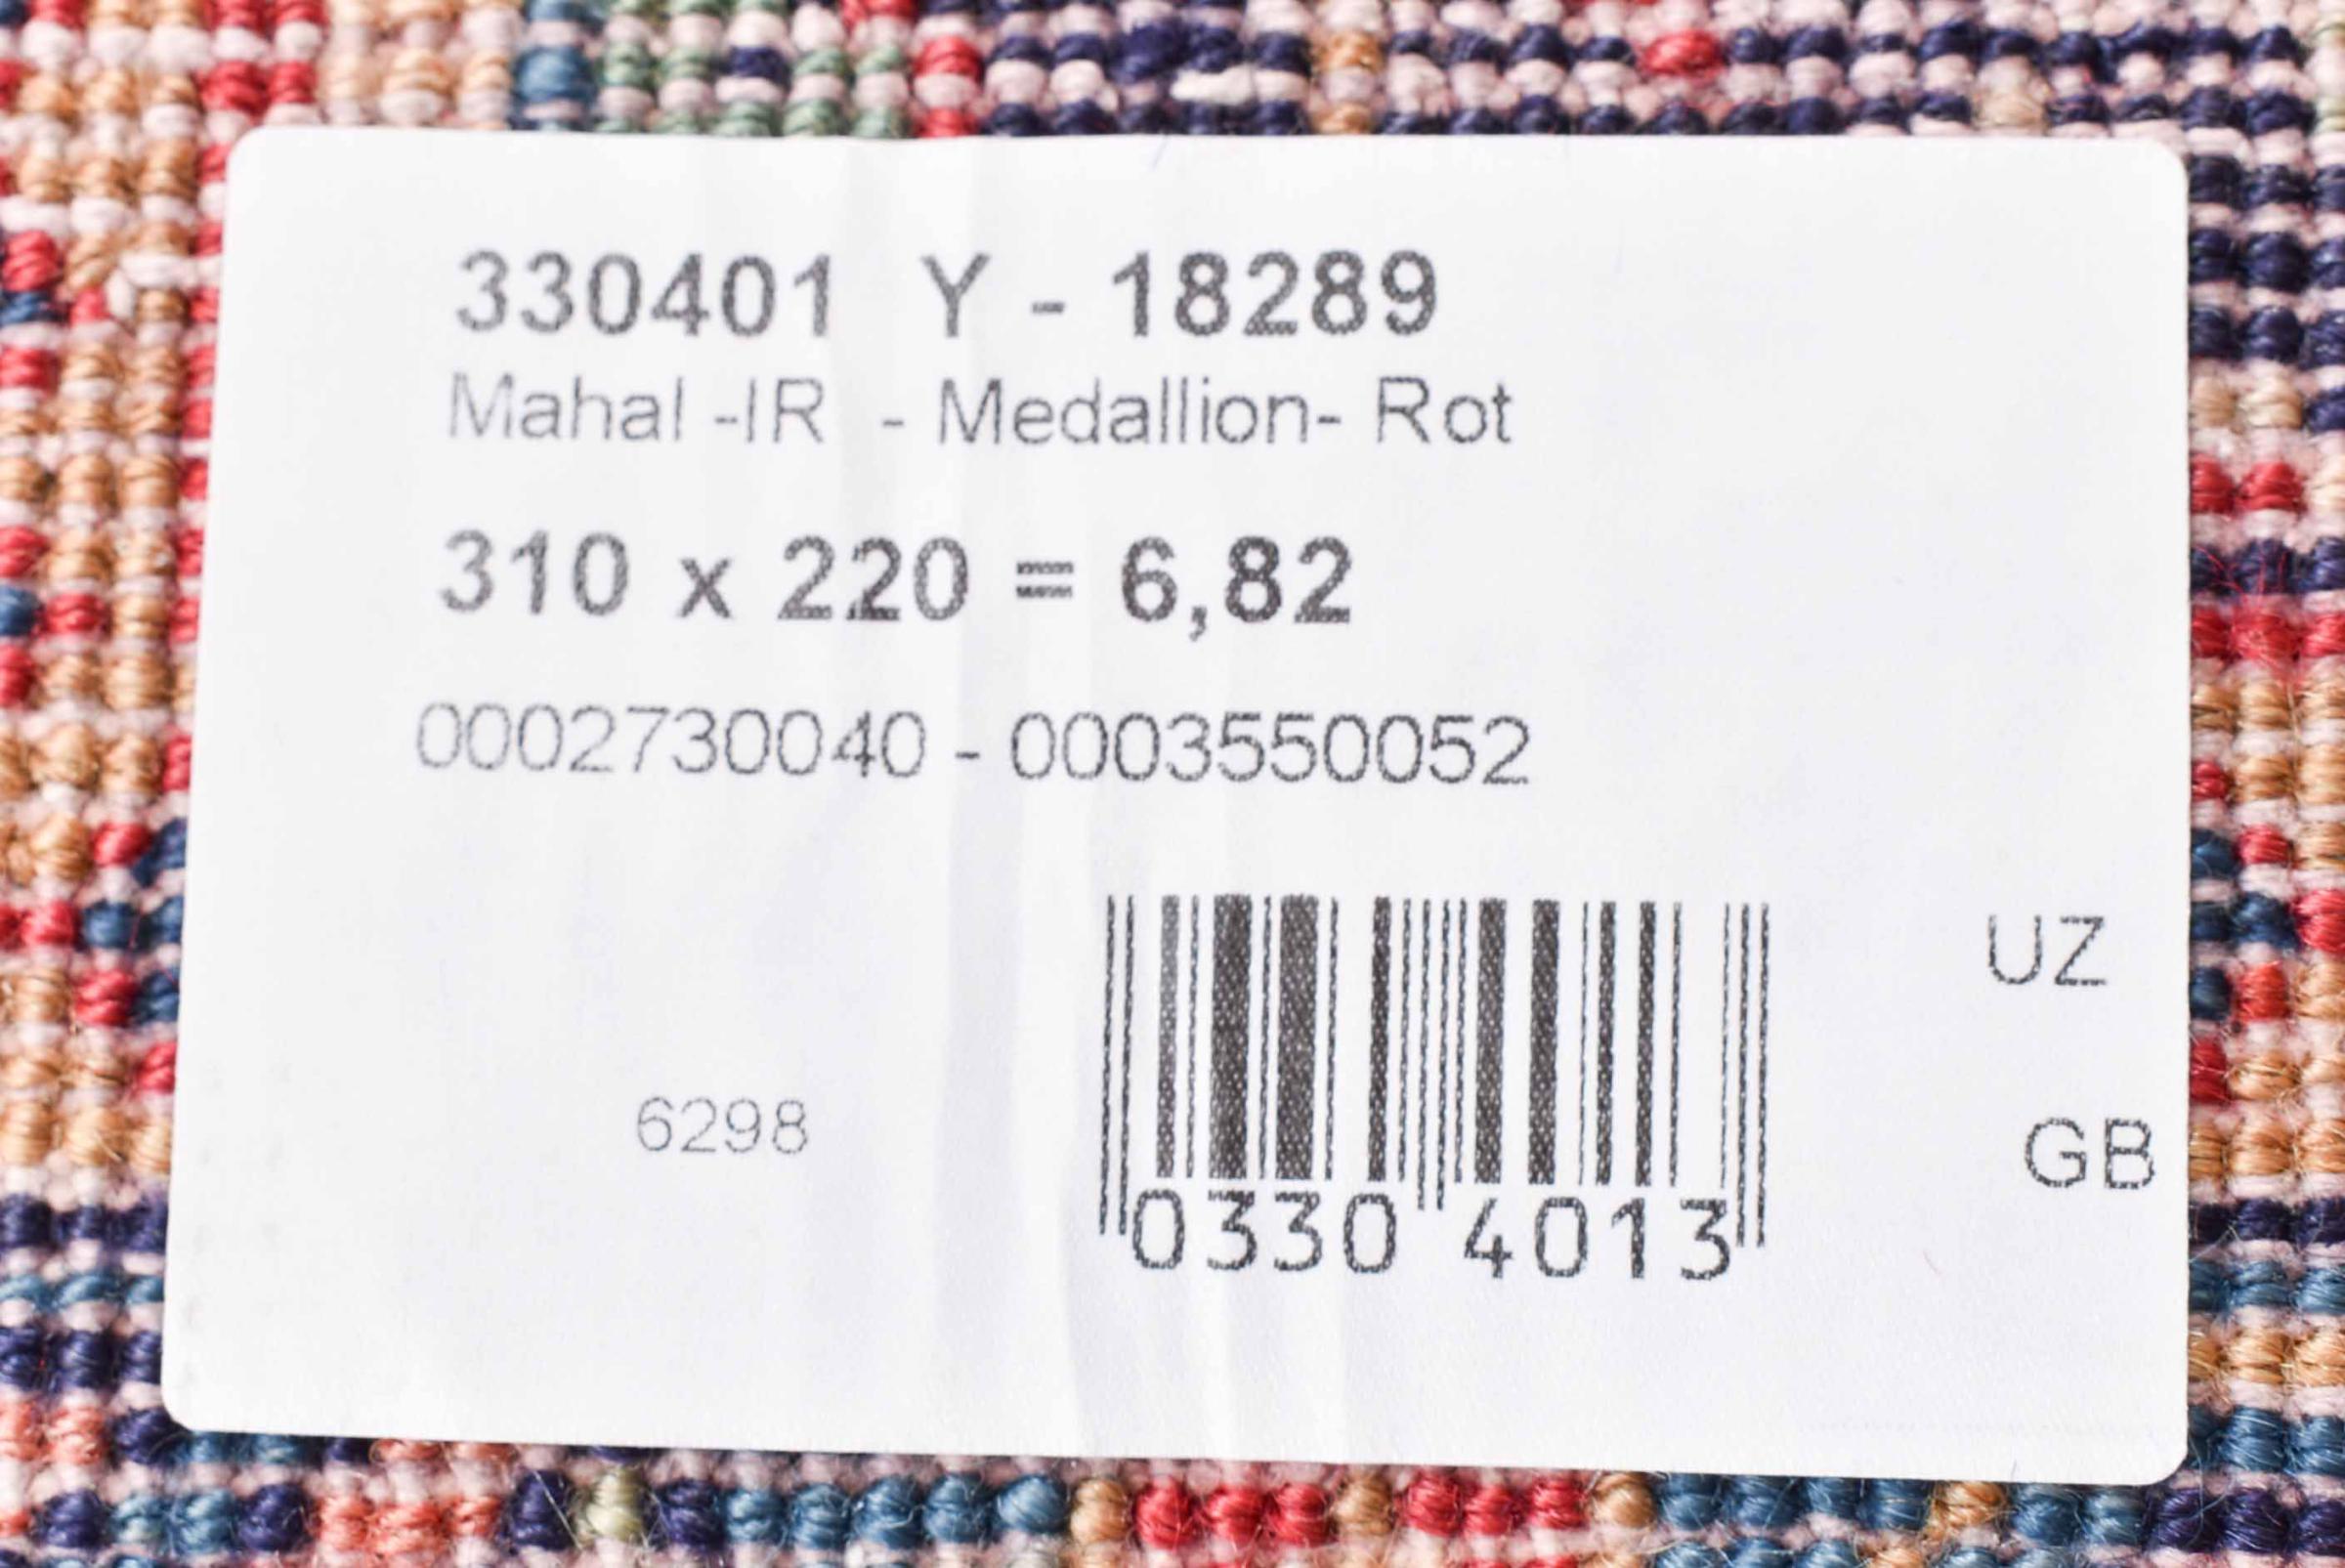 330401 Y - 18289
Mahal -IR - Medallion- Rot
310 x 220 = 6,82
0002730040 - 0003550052
UZ
6298
GB
0330 4013